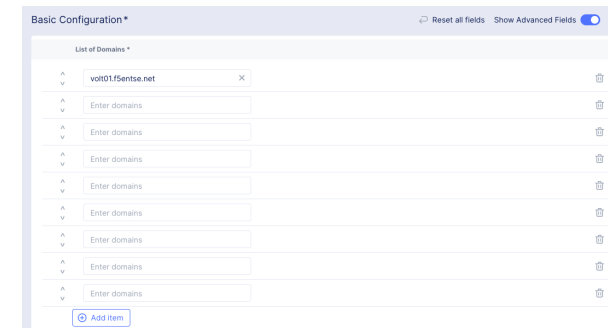 Basic Configuration*
Reset all fields Show Advanced Fields
List of Domains *
volt01.f5entse.net
Enter domains
Enter domains
Enter domains
Enter domains
Enter domains
Enter domains
Enter domains
Enter domains
Add item